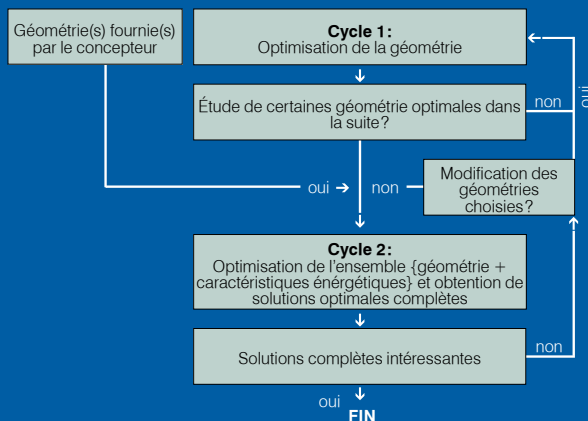 Géométrie(s) fournie(s)
par le concepteur
Cycle 1:
Optimisation de la géométrie
Étude de certaines géométrie optimales dans
la suite?
non
oui
oui →
non
Modification des
géométries
choisies?
Cycle 2:
Optimisation de l'ensemble {géométrie +
caractéristiques énérgétiques} et obtention de
solutions optimales complètes
Solutions complètes intéressantes
non
oui
FIN